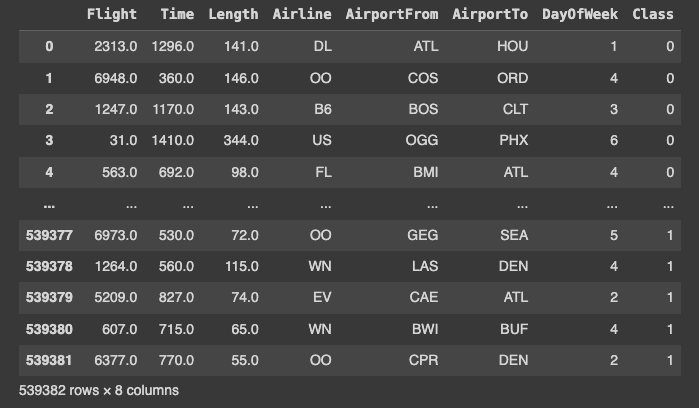 Flight Time Length Airline AirportFrom AirportTo DayOfWeek Class
0 2313.0 1296.0 141.0 DL ATL HOU 1 0
1 6948.0 360.0 146.0 OO COS ORD 4 0
2 1247.0 1170.0 143.0 B6 BOS CLT 3 0
3 31.0 1410.0 344.0 US OGG PHX 6 0
4 563.0 692.0 98.0 FL BMI ATL 4 0
... ... ... ... ... ... ... ... ...
539377 6973.0 530.0 72.0 OO GEG SEA 5 1
539378 1264.0 560.0 115.0 WN LAS DEN 4 1
539379 5209.0 827.0 74.0 EV CAE ATL 2 1
539380 607.0 715.0 65.0 WN BWI BUF 4 1
539381 6377.0 770.0 55.0 OO CPR DEN 2 1
539382 rows × 8 columns